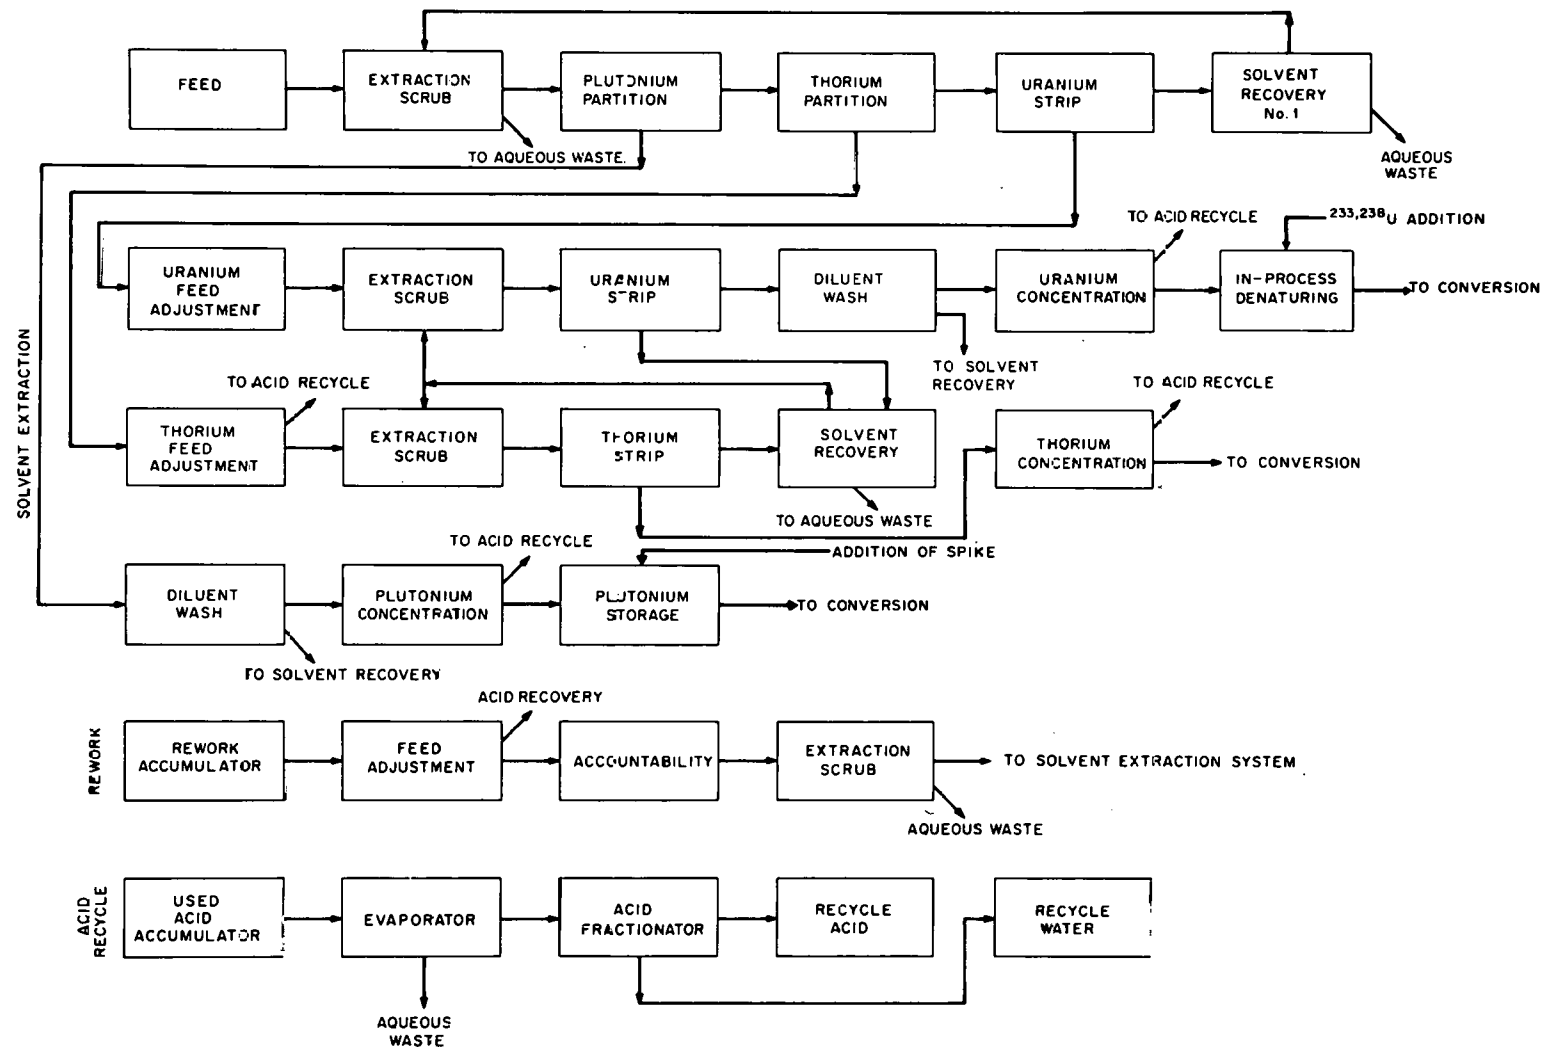 FEED
EXTRACTION
SCRUB
PLUTONIUM
PARTITION
THORIUM
PARTITION
URANIUM
STRIP
SOLVENT
RECOVERY
No. 1
TO AQUEOUS WASTE.
AQUEOUS
WASTE
SOLVENT EXTRACTION
URANIUM
FEED
ADJUSTMENT
EXTRACTION
SCRUB
URANIUM
STRIP
DILUENT
WASH
TO SOLVENT
RECOVERY
URANIUM
CONCENTRATION
TO ACID RECYCLE
233,238U ADDITION
IN-PROCESS
DENATURING
TO CONVERSION
THORIUM
FEED
ADJUSTMENT
TO ACID RECYCLE
EXTRACTION
SCRUB
THORIUM
STRIP
SOLVENT
RECOVERY
TO AQUEOUS WASTE
THORIUM
CONCENTRATION
TO ACID RECYCLE
TO CONVERSION
DILUENT
WASH
TO SOLVENT RECOVERY
PLUTONIUM
CONCENTRATION
TO ACID RECYCLE
PLUTONIUM
STORAGE
ADDITION OF SPIKE
TO CONVERSION
REWORK
REWORK
ACCUMULATOR
FEED
ADJUSTMENT
ACID RECOVERY
ACCOUNTABILITY
EXTRACTION
SCRUB
TO SOLVENT EXTRACTION SYSTEM
AQUEOUS WASTE
ACID
RECYCLE
USED
ACID
ACCUMULATOR
EVAPORATOR
AQUEOUS
WASTE
ACID
FRACTIONATOR
RECYCLE
ACID
RECYCLE
WATER